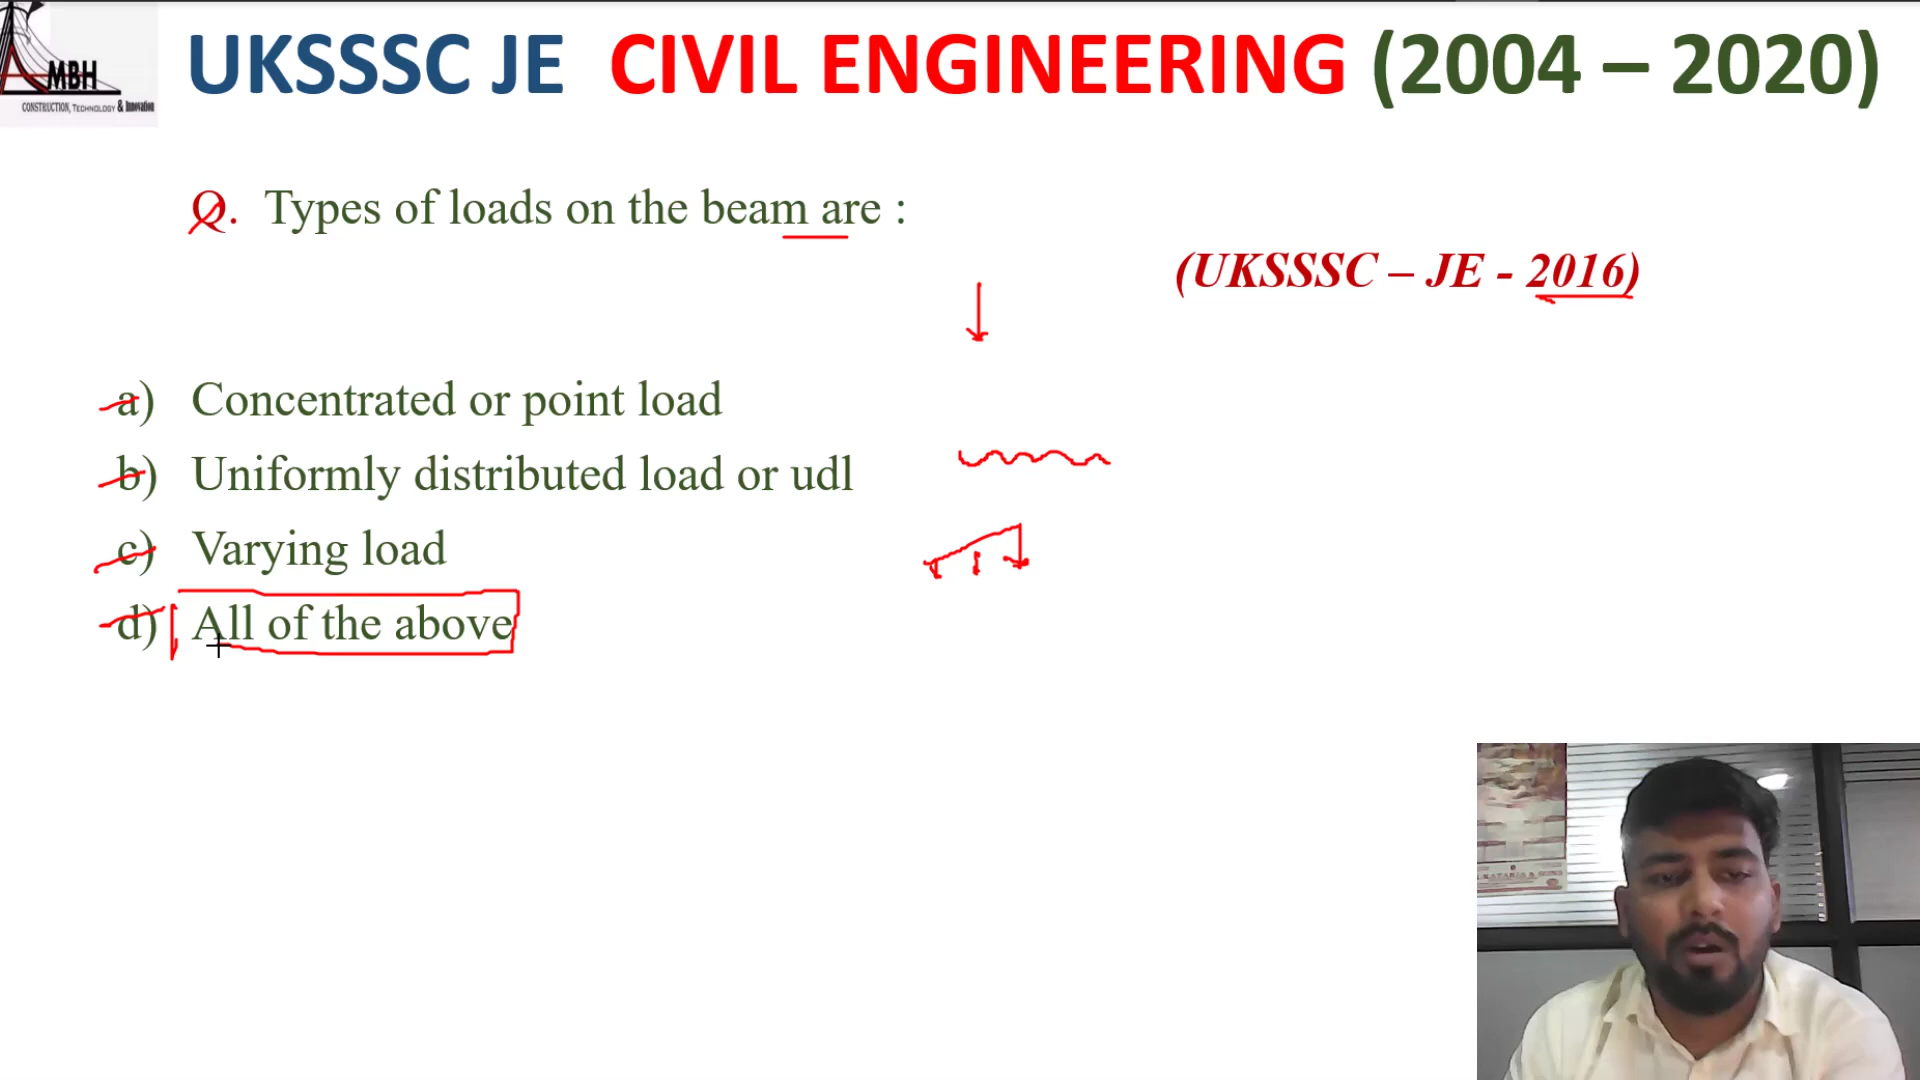 MBH
CONSTRUCTION, TECHNOLOGY & Innovation
UKSSSC JE CIVIL ENGINEERING (2004 – 2020)
Q. Types of loads on the beam are :
(UKSSSC – JE - 2016)
a) Concentrated or point load
b) Uniformly distributed load or udl
c) Varying load
d) All of the above